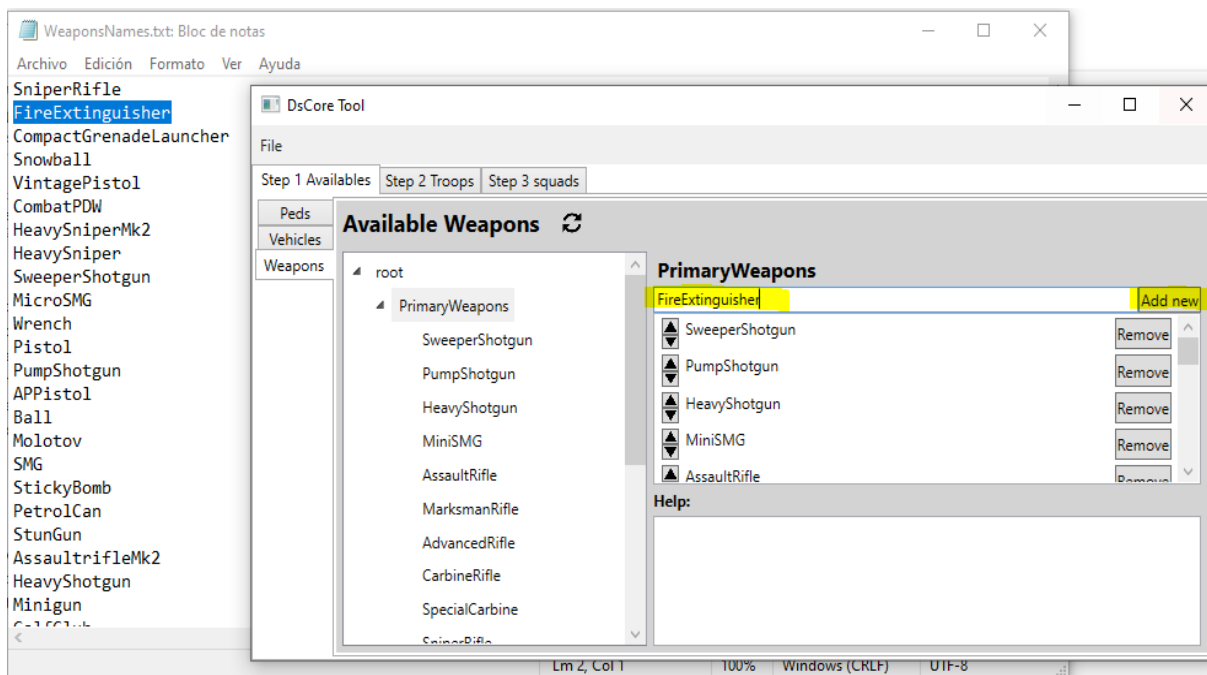 WeaponsNames.txt: Bloc de notas
Archivo Edición Formato Ver Ayuda
SniperRifle
FireExtinguisher
CompactGrenadeLauncher
Snowball
VintagePistol
CombatPDW
HeavySniperMk2
HeavySniper
SweeperShotgun
MicroSMG
Wrench
Pistol
PumpShotgun
APPistol
Ball
Molotov
SMG
StickyBomb
PetrolCan
StunGun
AssaultrifleMk2
HeavyShotgun
Minigun
GolfClub
Lm 2, Col 1 100% Windows (CRLF) UTF-8
DsCore Tool
File
Step 1 Availables Step 2 Troops Step 3 squads
Peds
Vehicles
Weapons
Available Weapons
root
PrimaryWeapons
SweeperShotgun
PumpShotgun
HeavyShotgun
MiniSMG
AssaultRifle
MarksmanRifle
AdvancedRifle
CarbineRifle
SpecialCarbine
SniperRifle
PrimaryWeapons
FireExtinguisher Add new
SweeperShotgun Remove
PumpShotgun Remove
HeavyShotgun Remove
MiniSMG Remove
AssaultRifle Remove
Help: